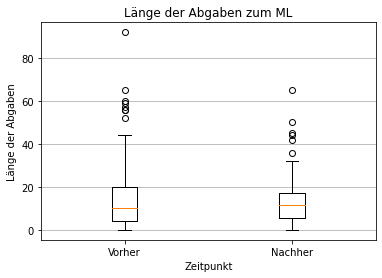 Länge der Abgaben zum ML
Länge der Abgaben
80
60
40
20
0
Vorher
Nachher
Zeitpunkt